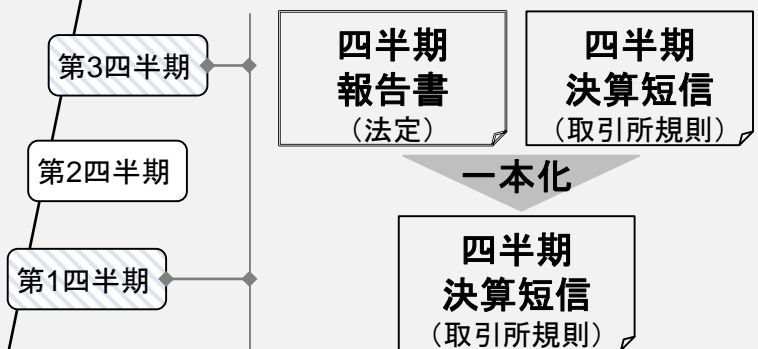 第3四半期
第2四半期
第1四半期
四半期
報告書
（法定）
四半期
決算短信
（取引所規則）
一本化
四半期
決算短信
（取引所規則）